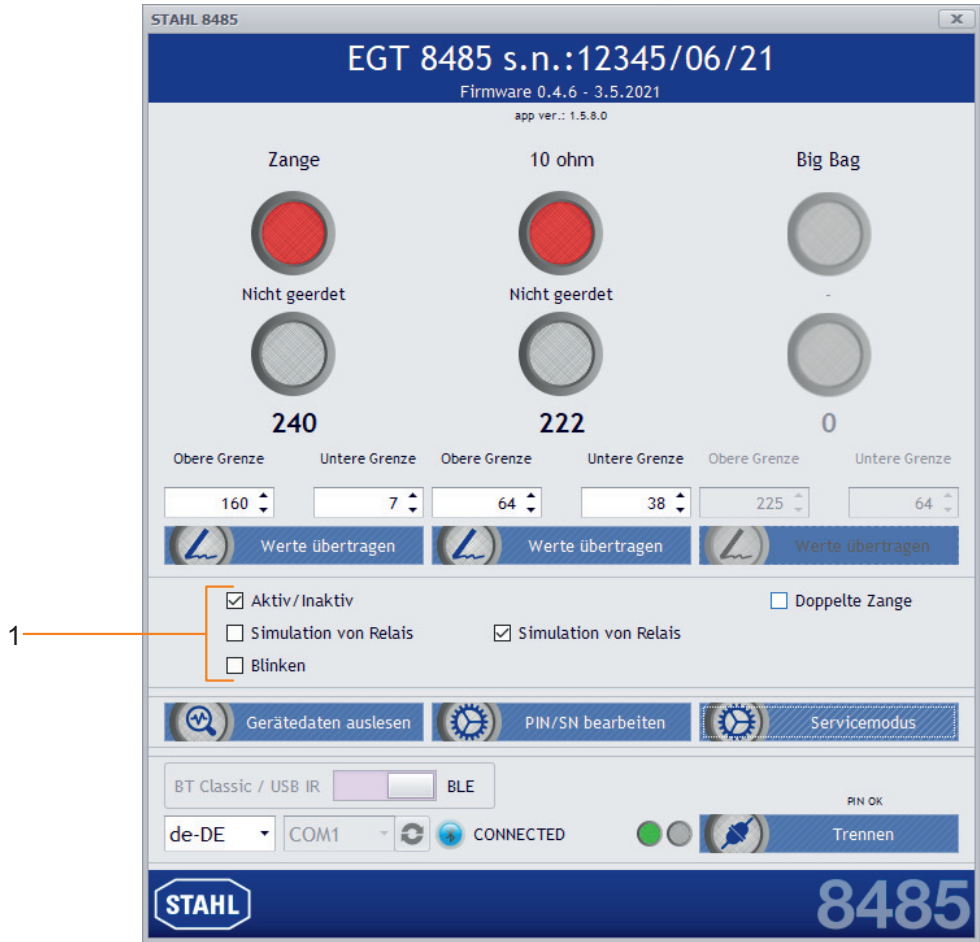 STAHL 8485
EGT 8485 s.n.:12345/06/21
Firmware 0.4.6 - 3.5.2021
app ver.: 1.5.8.0
Zange 10 ohm Big Bag
Nicht geerdet Nicht geerdet -
240 222 0
Obere Grenze Untere Grenze Obere Grenze Untere Grenze Obere Grenze Untere Grenze
160 7 64 38 225 64
Werte übertragen Werte übertragen Werte übertragen
1
Aktiv/Inaktiv Doppelte Zange
Simulation von Relais Simulation von Relais
Blinken
Gerätedaten auslesen PIN/SN bearbeiten Servicemodus
BT Classic / USB IR BLE
PIN OK
de-DE COM1 CONNECTED Trennen
STAHL 8485